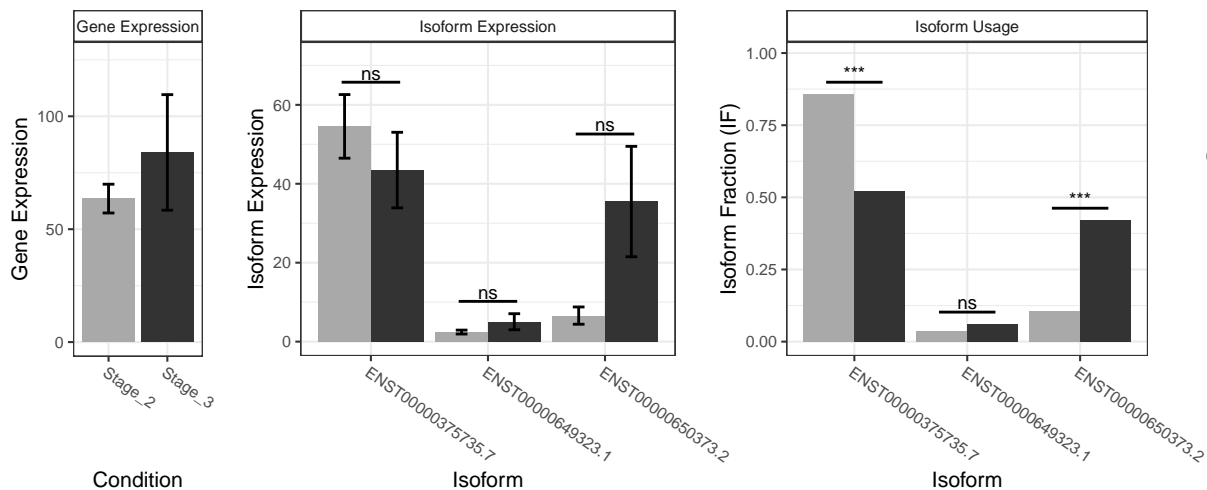 Gene Expression
Gene Expression
100
50
0
Stage_2
Stage_3
Condition
Isoform Expression
Isoform Expression
60
40
20
0
ns
ns
ns
ENST00000375735.7
ENST00000649323.1
ENST00000650373.2
Isoform
Isoform Usage
Isoform Fraction (IF)
1.00
0.75
0.50
0.25
0.00
***
ns
***
ENST00000375735.7
ENST00000649323.1
ENST00000650373.2
Isoform